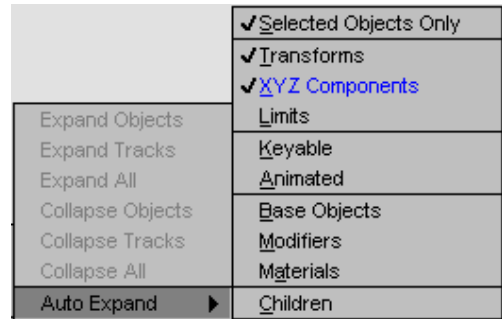 Selected Objects Only
Transforms
XYZ Components
Limits
Keyable
Animated
Base Objects
Modifiers
Materials
Children
Expand Objects
Expand Tracks
Expand All
Collapse Objects
Collapse Tracks
Collapse All
Auto Expand